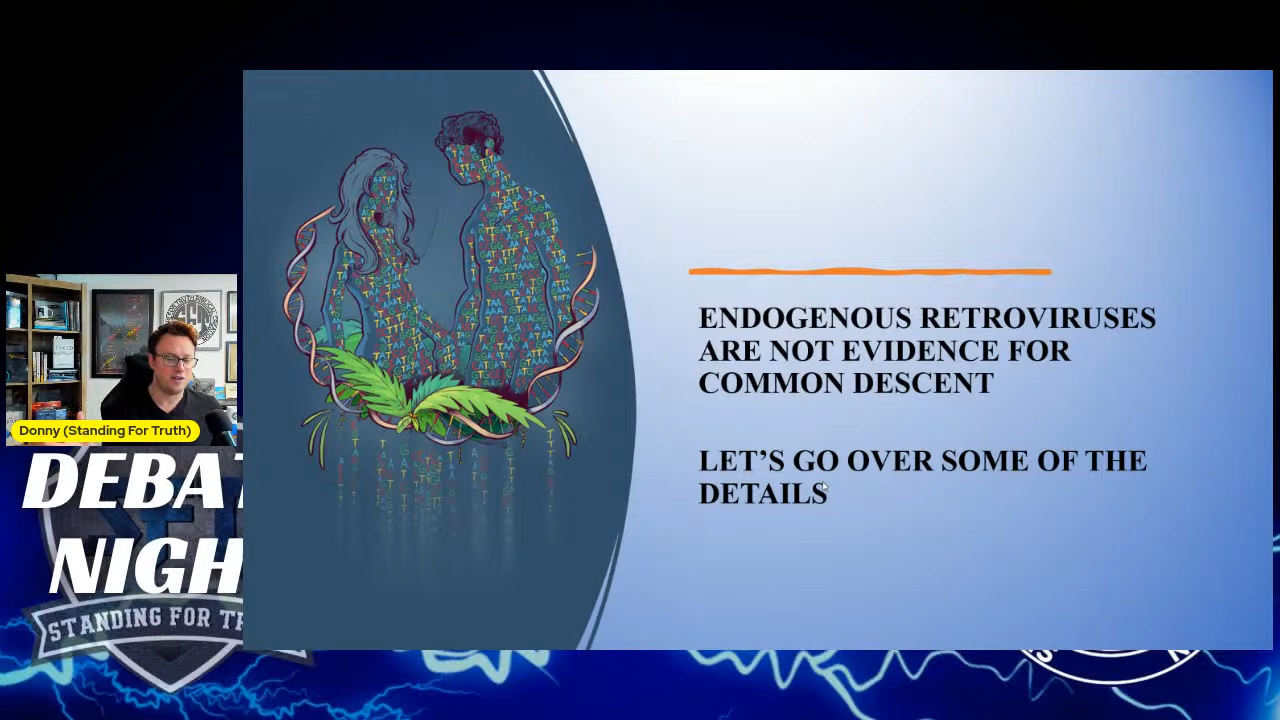 ENDOGENOUS RETROVIRUSES
ARE NOT EVIDENCE FOR
COMMON DESCENT
LET'S GO OVER SOME OF THE
DETAILS
Donny (Standing For Truth)
DEBAT
NIGH
STANDING FOR TR